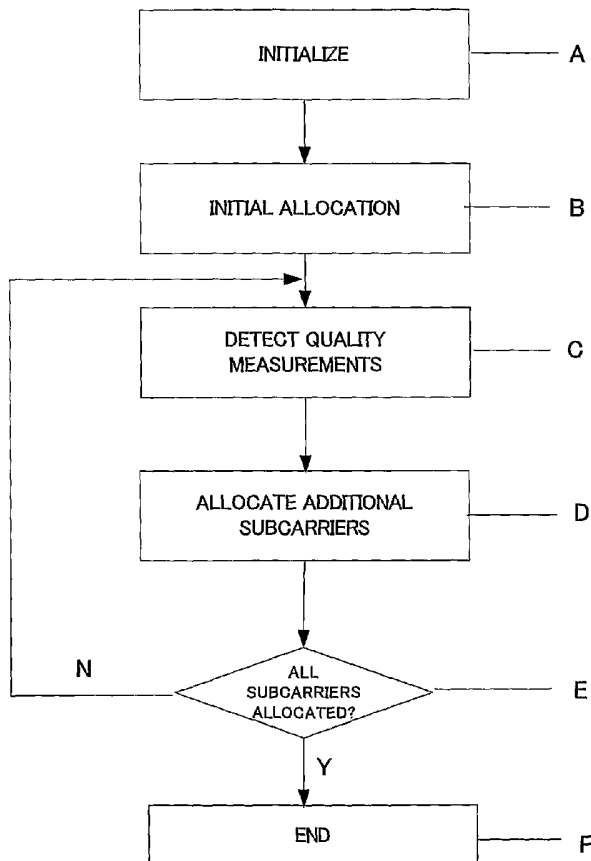 INITIALIZE
A
INITIAL ALLOCATION
B
DETECT QUALITY
MEASUREMENTS
C
ALLOCATE ADDITIONAL
SUBCARRIERS
D
N
ALL
SUBCARRIERS
ALLOCATED?
E
Y
END
F